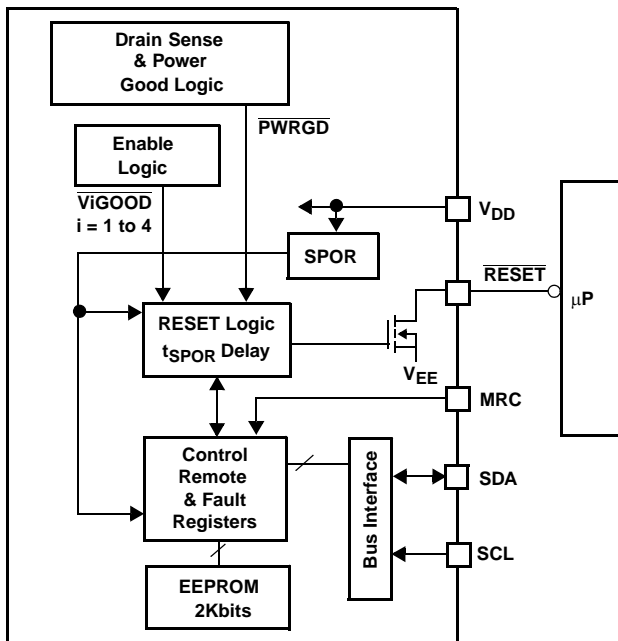 Drain Sense
& Power
Good Logic
PWRGD
Enable
Logic
ViGOOD
i = 1 to 4
VDD
SPOR
RESET
μP
RESET Logic
tSPOR Delay
VEE
MRC
Control
Remote
& Fault
Registers
Bus Interface
SDA
SCL
EEPROM
2Kbits